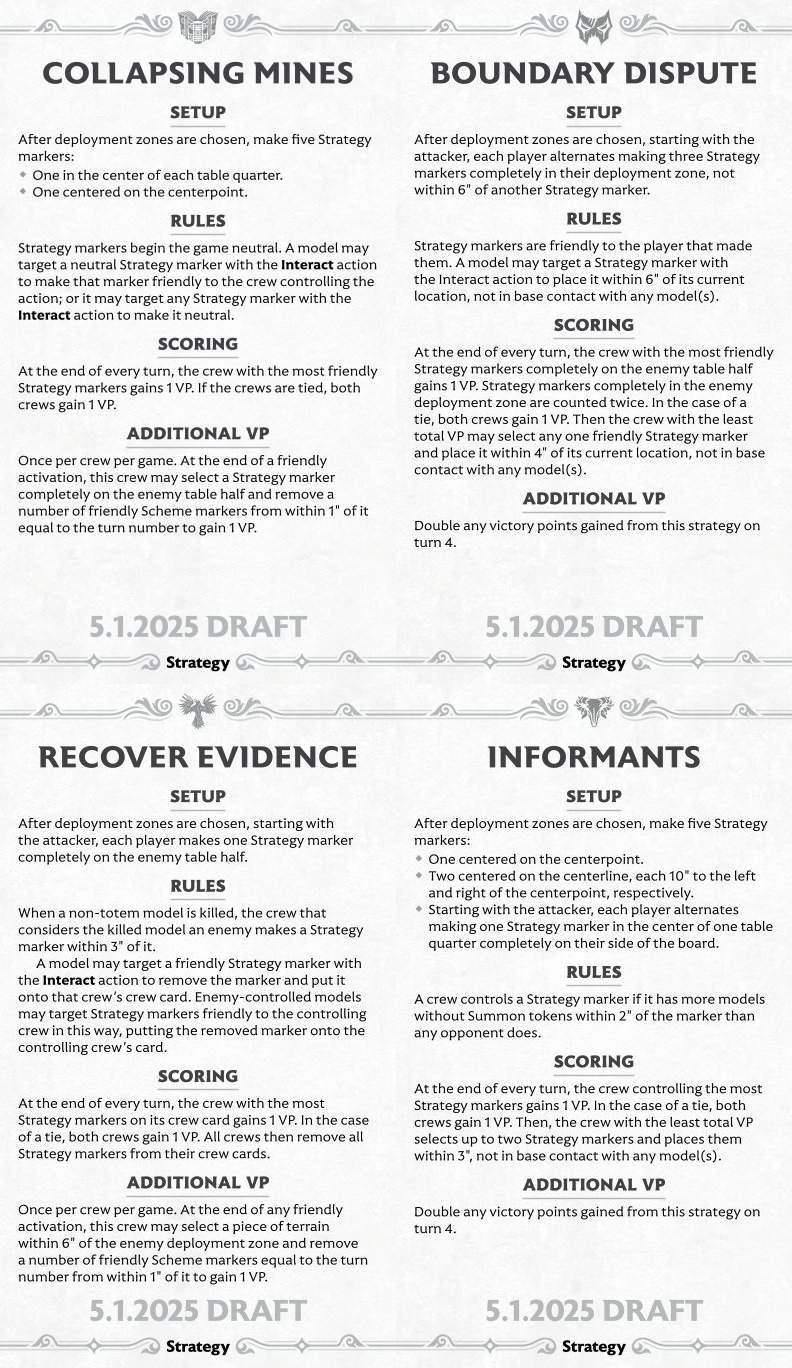 COLLAPSING MINES
SETUP
After deployment zones are chosen, make five Strategy
markers:
One in the center of each table quarter.
One centered on the centerpoint.
RULES
Strategy markers begin the game neutral. A model may
target a neutral Strategy marker with the Interact action
to make that marker friendly to the crew controlling the
action; or it may target any Strategy marker with the
Interact action to make it neutral.
SCORING
At the end of every turn, the crew with the most friendly
Strategy markers gains 1 VP. If the crews are tied, both
crews gain 1 VP.
ADDITIONAL VP
Once per crew per game. At the end of a friendly
activation, this crew may select a Strategy marker
completely on the enemy table half and remove a
number of friendly Scheme markers from within 1" of it
equal to the turn number to gain 1 VP.
5.1.2025 DRAFT
Strategy
BOUNDARY DISPUTE
SETUP
After deployment zones are chosen, starting with the
attacker, each player alternates making three Strategy
markers completely in their deployment zone, not
within 6" of another Strategy marker.
RULES
Strategy markers are friendly to the player that made
them. A model may target a Strategy marker with
the Interact action to place it within 6" of its current
location, not in base contact with any model(s).
SCORING
At the end of every turn, the crew with the most friendly
Strategy markers completely on the enemy table half
gains 1 VP. Strategy markers completely in the enemy
deployment zone are counted twice. In the case of a
tie, both crews gain 1 VP. Then the crew with the least
total VP may select any one friendly Strategy marker
and place it within 4" of its current location, not in base
contact with any model(s).
ADDITIONAL VP
Double any victory points gained from this strategy on
turn 4.
5.1.2025 DRAFT
Strategy
RECOVER EVIDENCE
SETUP
After deployment zones are chosen, starting with
the attacker, each player makes one Strategy marker
completely on the enemy table half.
RULES
When a non-totem model is killed, the crew that
considers the killed model an enemy makes a Strategy
marker within 3" of it.
A model may target a friendly Strategy marker with
the Interact action to remove the marker and put it
onto that crew's crew card. Enemy-controlled models
may target Strategy markers friendly to the controlling
crew in this way, putting the removed marker onto the
controlling crew's card.
SCORING
At the end of every turn, the crew with the most
Strategy markers on its crew card gains 1 VP. In the case
of a tie, both crews gain 1 VP. All crews then remove all
Strategy markers from their crew cards.
ADDITIONAL VP
Once per crew per game. At the end of any friendly
activation, this crew may select a piece of terrain
within 6" of the enemy deployment zone and remove
a number of friendly Scheme markers equal to the turn
number from within 1" of it to gain 1 VP.
5.1.2025 DRAFT
Strategy
INFORMANTS
SETUP
After deployment zones are chosen, make five Strategy
markers:
One centered on the centerpoint.
Two centered on the centerline, each 10" to the left
and right of the centerpoint, respectively.
Starting with the attacker, each player alternates
making one Strategy marker in the center of one table
quarter completely on their side of the board.
RULES
A crew controls a Strategy marker if it has more models
without Summon tokens within 2" of the marker than
any opponent does.
SCORING
At the end of every turn, the crew controlling the most
Strategy markers gains 1 VP. In the case of a tie, both
crews gain 1 VP. Then, the crew with the least total VP
selects up to two Strategy markers and places them
within 3", not in base contact with any model(s).
ADDITIONAL VP
Double any victory points gained from this strategy on
turn 4.
5.1.2025 DRAFT
Strategy